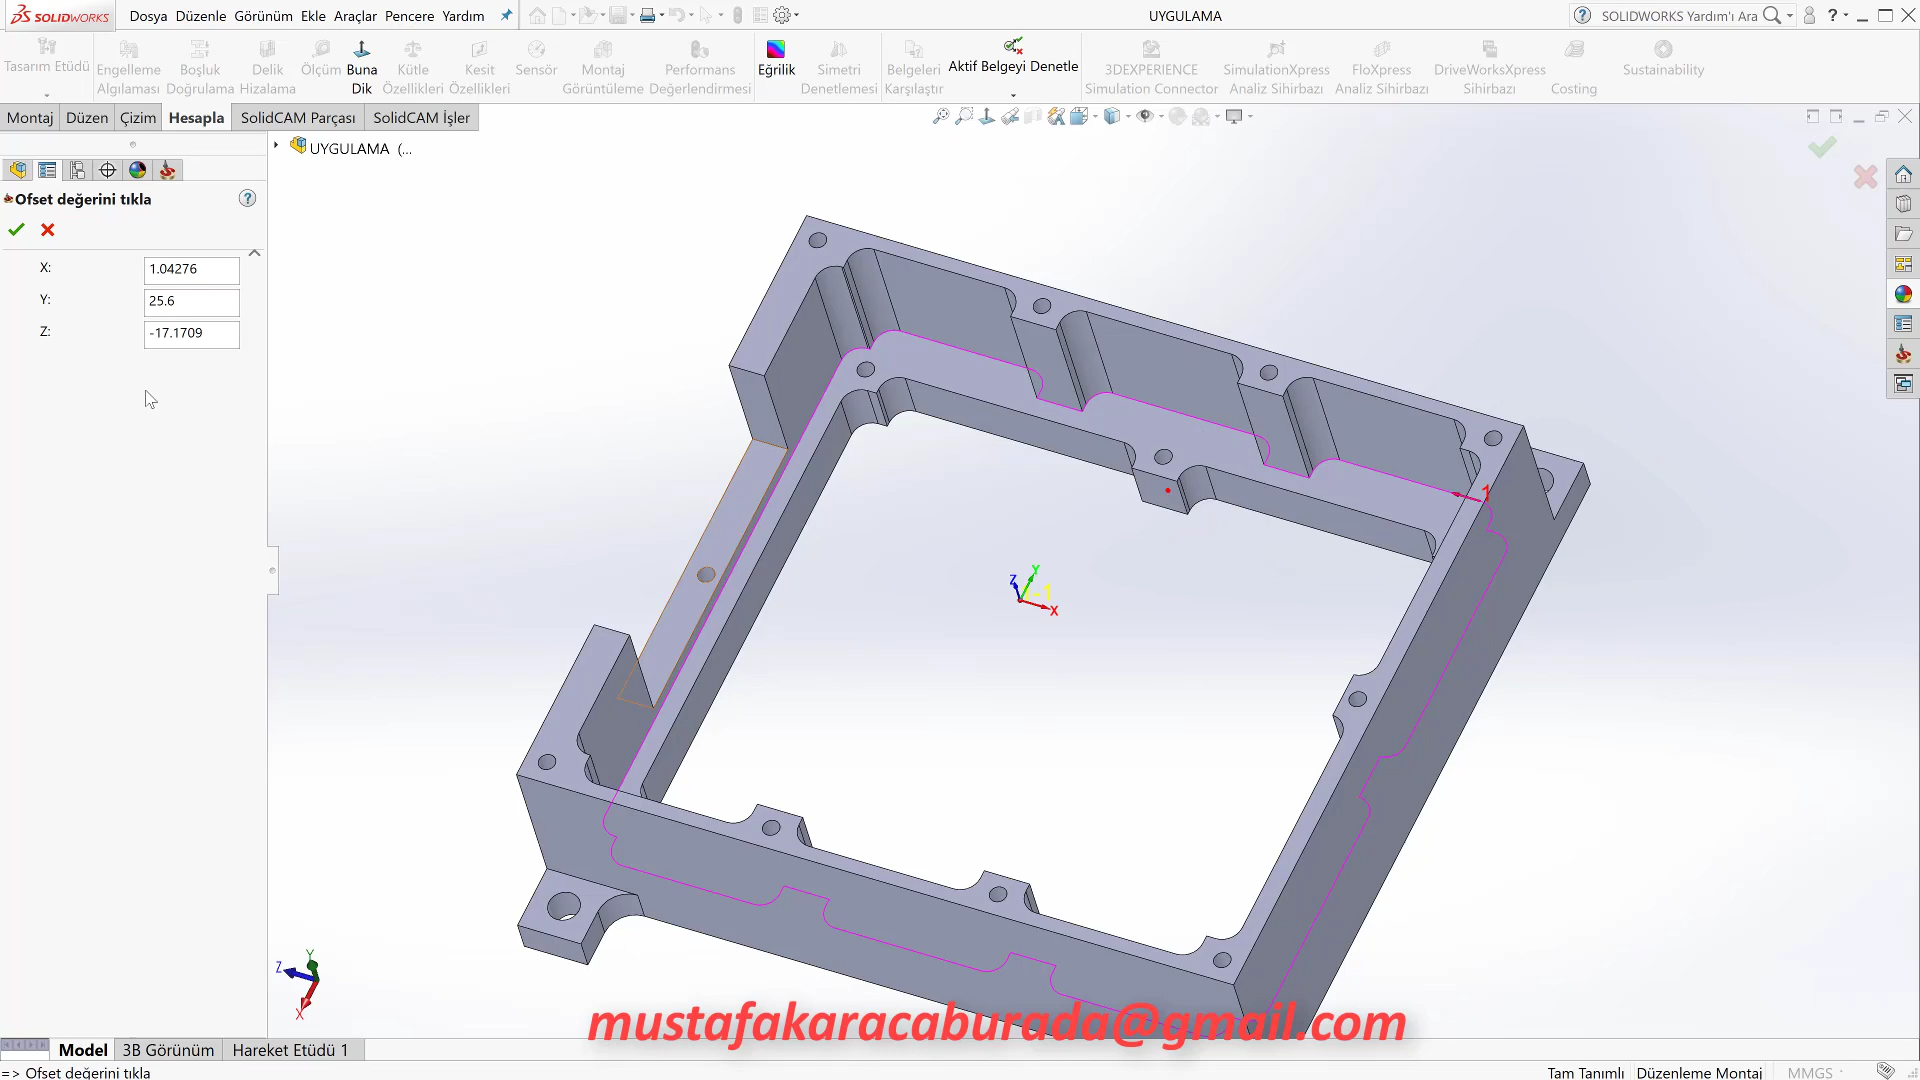 SOLIDWORKS Dosya Düzenle Görünüm Ekle Araçlar Pencere Yardım UYGULAMA SOLIDWORKS Yardım'ı Ara ?
Tasarım Etüdü
Engelleme Algılaması
Boşluk Doğrulama
Delik Hizalama
Ölçüm
Buna Dik
Kütle Özellikleri
Kesit Özellikleri
Sensör
Montaj Görüntüleme
Performans Değerlendirmesi
Eğrilik
Simetri Denetlemesi
Belgeleri Karşılaştır
Aktif Belgeyi Denetle
3DEXPERIENCE Simulation Connector
SimulationXpress Analiz Sihirbazı
FloXpress Analiz Sihirbazı
DriveWorksXpress Sihirbazı
Costing
Sustainability
Montaj Düzen Çizim Hesapla SolidCAM Parçası SolidCAM İşler
UYGULAMA (...
Ofset değerini tıkla ?
X: 1.04276
Y: 25.6
Z: -17.1709
1
Z Y X
Z Y X
mustafakaracaburada@gmail.com
Model 3B Görünüm Hareket Etüdü 1
=> Ofset değerini tıkla Tam Tanımlı Düzenleme Montaj MMGS